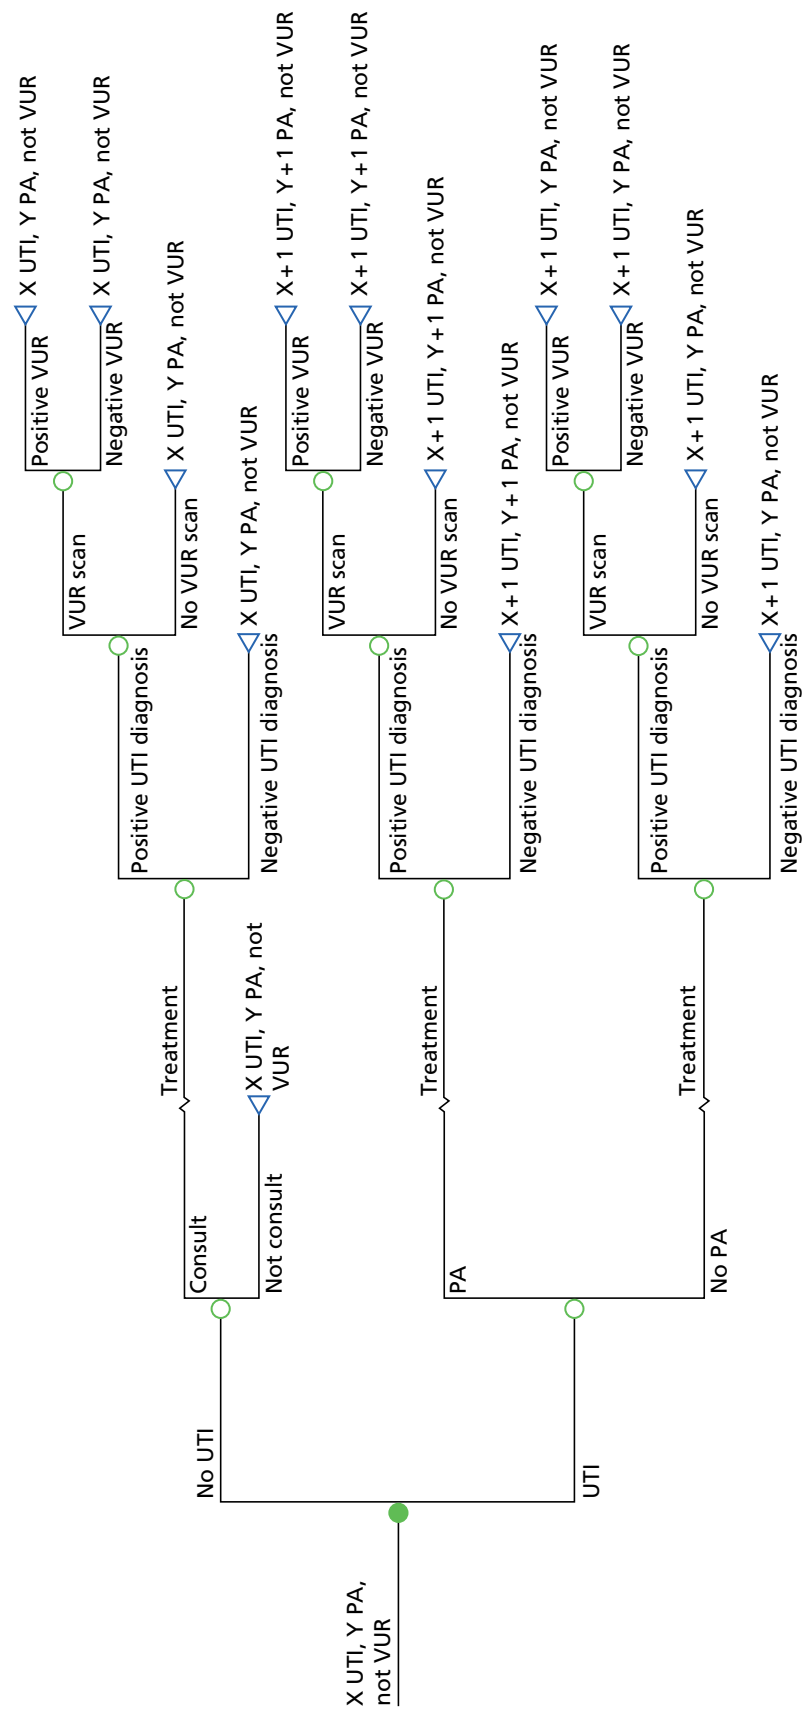 X UTI, Y PA,
not VUR
No UTI
Consult
Treatment
Positive UTI diagnosis
VUR scan
Positive VUR
X UTI, Y PA, not VUR
Negative VUR
X UTI, Y PA, not VUR
No VUR scan
X UTI, Y PA, not VUR
Negative UTI diagnosis
X UTI, Y PA, not VUR
Not consult
X UTI, Y PA, not
VUR
UTI
PA
Treatment
Positive UTI diagnosis
VUR scan
Positive VUR
X + 1 UTI, Y + 1 PA, not VUR
Negative VUR
X + 1 UTI, Y + 1 PA, not VUR
No VUR scan
X + 1 UTI, Y + 1 PA, not VUR
Negative UTI diagnosis
X + 1 UTI, Y + 1 PA, not VUR
No PA
Treatment
Positive UTI diagnosis
VUR scan
Positive VUR
X + 1 UTI, Y PA, not VUR
Negative VUR
X + 1 UTI, Y PA, not VUR
No VUR scan
X + 1 UTI, Y PA, not VUR
Negative UTI diagnosis
X + 1 UTI, Y PA, not VUR